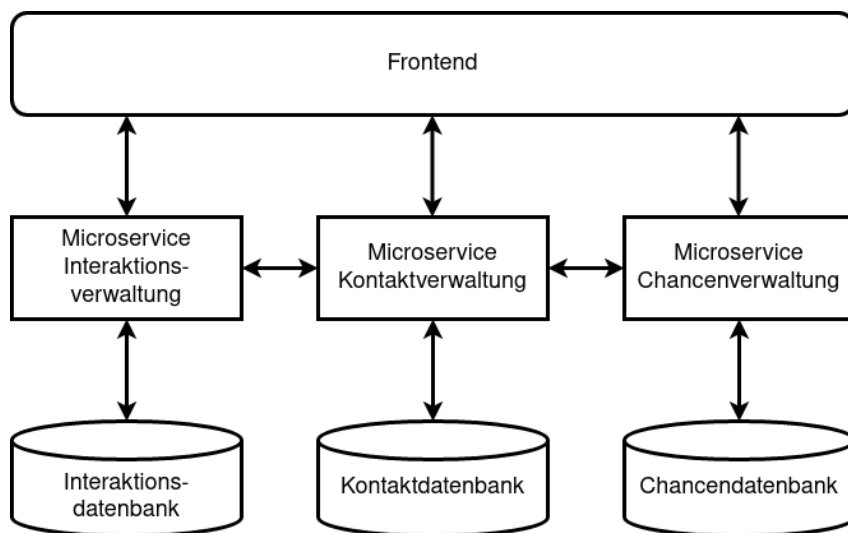 Frontend
Microservice
Interaktions-
verwaltung
Microservice
Kontaktverwaltung
Microservice
Chancenverwaltung
Interaktions-
datenbank
Kontaktdatenbank
Chancendatenbank